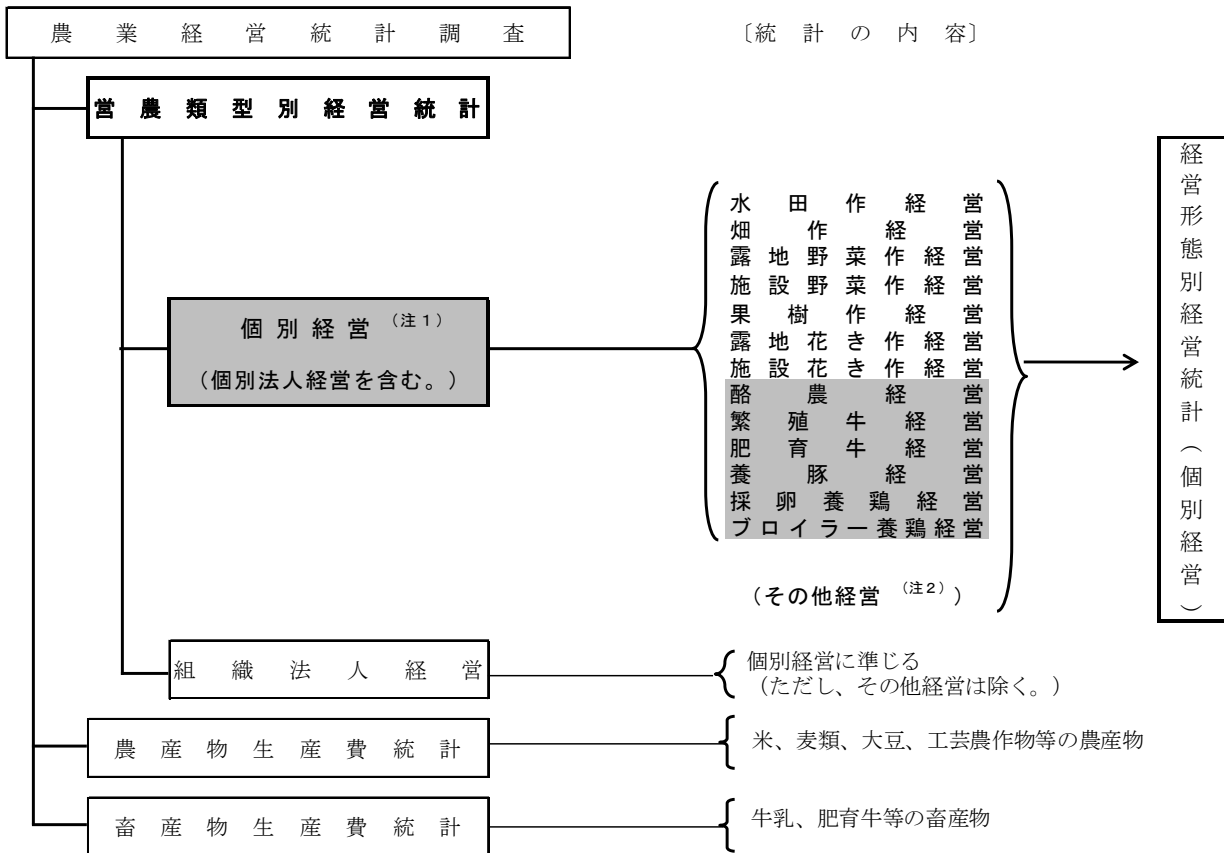 農業経営統計調査
〔統計の内容〕
営農類型別経営統計
個別経営（注１）
（個別法人経営を含む。）
水田作経営
畑作経営
露地野菜作経営
施設野菜作経営
果樹作経営
露地花き作経営
施設花き作経営
酪農経営
繁殖牛経営
肥育牛経営
養豚経営
採卵養鶏経営
ブロイラー養鶏経営
（その他経営（注２））
経営形態別経営統計（個別経営）
組織法人経営
個別経営に準じる
（ただし、その他経営は除く。）
農産物生産費統計
米、麦類、大豆、工芸農作物等の農産物
畜産物生産費統計
牛乳、肥育牛等の畜産物